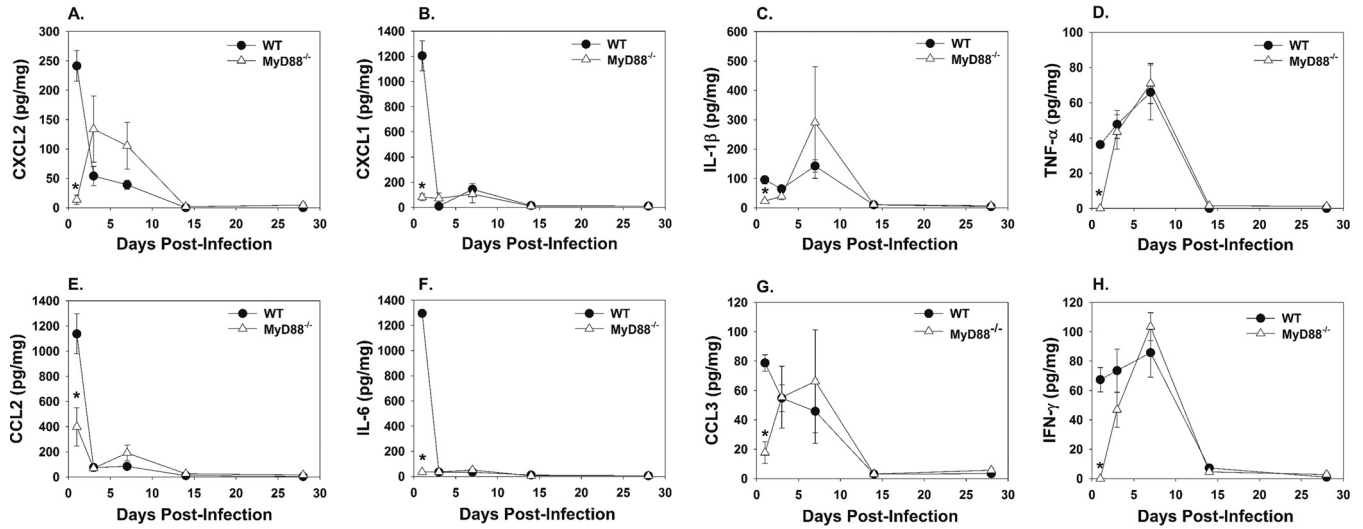 A.
CXCL2 (pg/mg)
300
250
200
150
100
50
0
WT
MyD88-/-
*
0 5 10 15 20 25 30
Days Post-Infection
B.
CXCL1 (pg/mg)
1400
1200
1000
800
600
400
200
0
WT
MyD88-/-
*
0 5 10 15 20 25 30
Days Post-Infection
C.
IL-1β (pg/mg)
600
500
400
300
200
100
0
WT
MyD88-/-
*
0 5 10 15 20 25 30
Days Post-Infection
D.
TNF-α (pg/mg)
100
80
60
40
20
0
WT
MyD88-/-
*
0 5 10 15 20 25 30
Days Post-Infection
E.
CCL2 (pg/mg)
1400
1200
1000
800
600
400
200
0
WT
MyD88-/-
*
0 5 10 15 20 25 30
Days Post-Infection
F.
IL-6 (pg/mg)
1400
1200
1000
800
600
400
200
0
WT
MyD88-/-
*
0 5 10 15 20 25 30
Days Post-Infection
G.
CCL3 (pg/mg)
120
100
80
60
40
20
0
WT
MyD88-/-
*
0 5 10 15 20 25 30
Days Post-Infection
H.
IFN-γ (pg/mg)
120
100
80
60
40
20
0
WT
MyD88-/-
*
0 5 10 15 20 25 30
Days Post-Infection